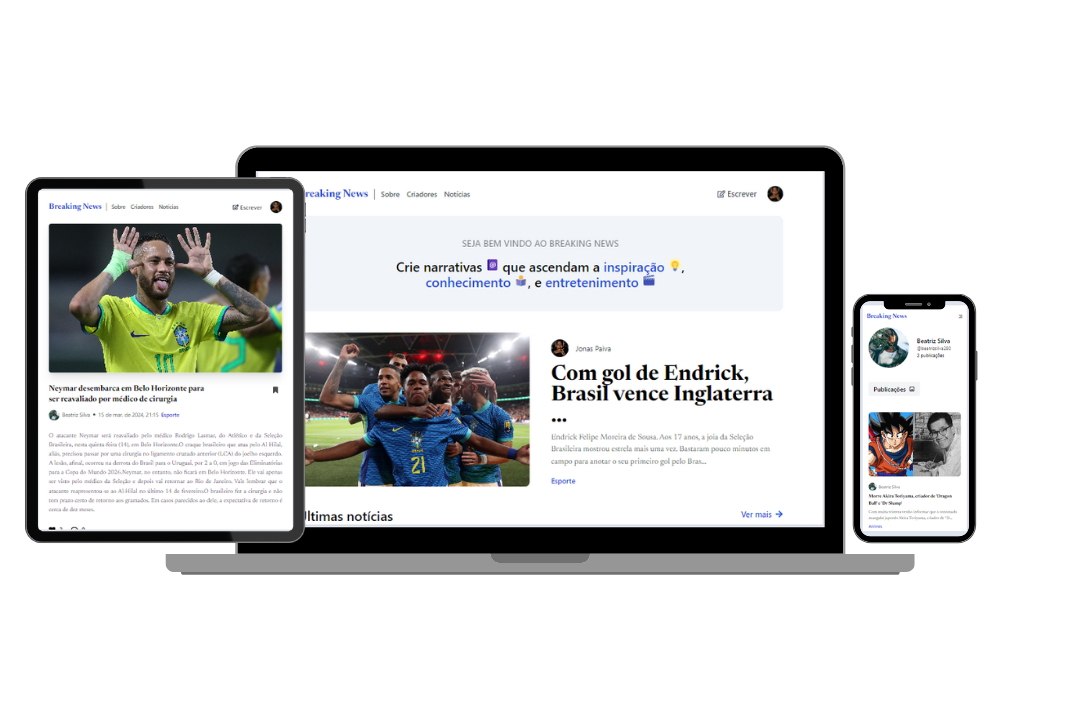 Breaking News | Sobre Criadores Notícias Escrever
Neymar desembarca em Belo Horizonte para
ser reavaliado por médico de cirurgia
Beatriz Silva • 15 de mar. de 2024, 21:15 Esporte
O atacante Neymar será reavaliado pelo médico Rodrigo Lasmar, do Atlético e da Seleção
Brasileira, nesta quinta-feira (14), em Belo Horizonte.O craque brasileiro que atua pelo Al-Hilal,
aliás, precisou passar por uma cirurgia no ligamento cruzado anterior (LCA) do joelho esquerdo.
A lesão, afinal, ocorreu na derrota do Brasil para o Uruguai, por 2 a 0, em jogo das Eliminatórias
para a Copa do Mundo 2026.Neymar, no entanto, não ficará em Belo Horizonte. Ele vai apenas
ser visto pelo médico da Seleção e depois vai retornar ao Rio de Janeiro. Vale lembrar que o
atacante reapresentou-se ao Al-Hilal no último 14 de fevereiro.O brasileiro fez a cirurgia e não
tem prazo certo de retorno aos gramados. Em casos parecidos ao dele, a expectativa de retorno é
cerca de dez meses.
reaking News | Sobre Criadores Notícias Escrever
SEJA BEM VINDO AO BREAKING NEWS
Crie narrativas que ascendam a inspiração ,
conhecimento , e entretenimento
21
Jonas Paiva
Com gol de Endrick,
Brasil vence Inglaterra
...
Endrick Felipe Moreira de Sousa. Aos 17 anos, a joia da Seleção
Brasileira mostrou estrela mais uma vez. Bastaram pouco minutos em
campo para anotar o seu primeiro gol pelo Bras...
Esporte
ltimas notícias Ver mais →
Breaking News
Beatriz Silva
@beatrizsilva260
2 publicações
Publicações
Beatriz Silva
Morre Akira Toriyama, criador de 'Dragon
Ball' e 'Dr Slump'
Animes